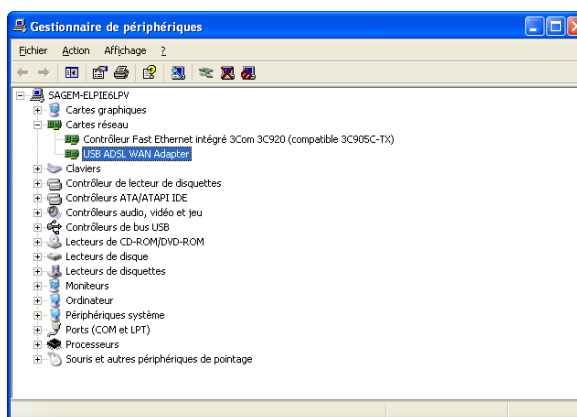 Gestionnaire de périphériques
Fichier Action Affichage ?
SAGEM-ELPIE6LPV
Cartes graphiques
Cartes réseau
Contrôleur Fast Ethernet intégré 3Com 3C920 (compatible 3C905C-TX)
USB ADSL WAN Adapter
Claviers
Contrôleur de lecteur de disquettes
Contrôleurs ATA/ATAPI IDE
Contrôleurs audio, vidéo et jeu
Contrôleurs de bus USB
Lecteurs de CD-ROM/DVD-ROM
Lecteurs de disque
Lecteurs de disquettes
Moniteurs
Ordinateur
Périphériques système
Ports (COM et LPT)
Processeurs
Souris et autres périphériques de pointage